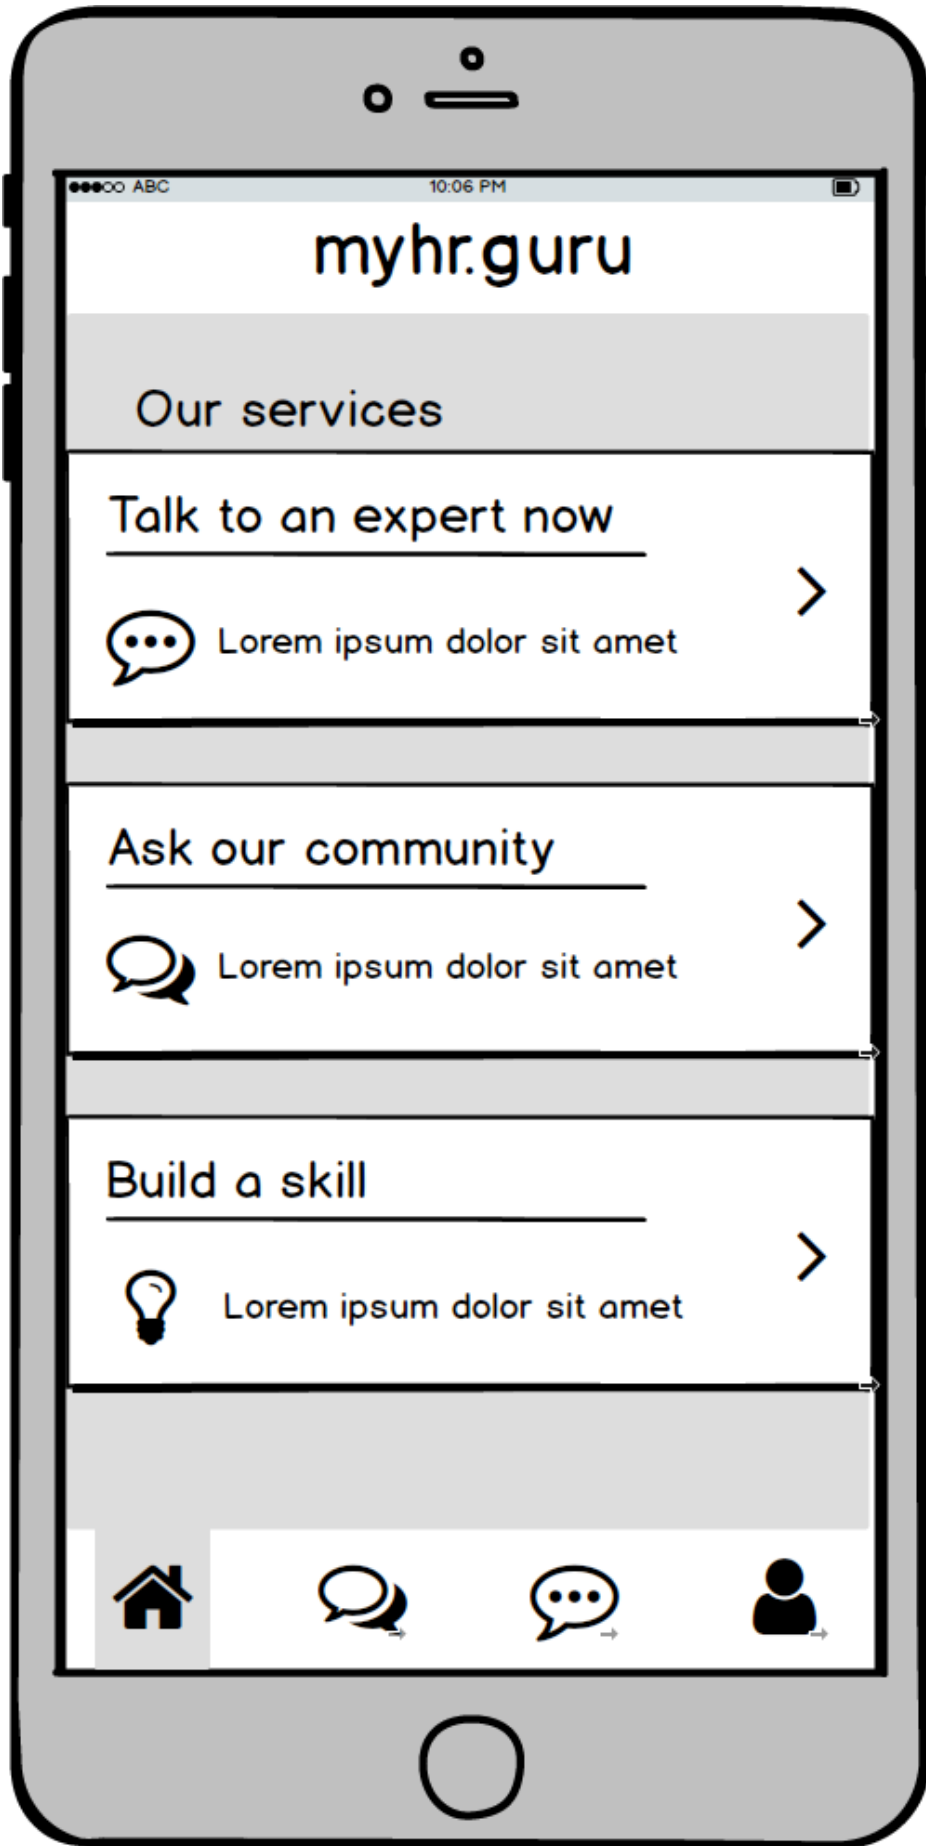 ABC 10:06 PM
myhr.guru
Our services
Talk to an expert now
Lorem ipsum dolor sit amet
Ask our community
Lorem ipsum dolor sit amet
Build a skill
Lorem ipsum dolor sit amet